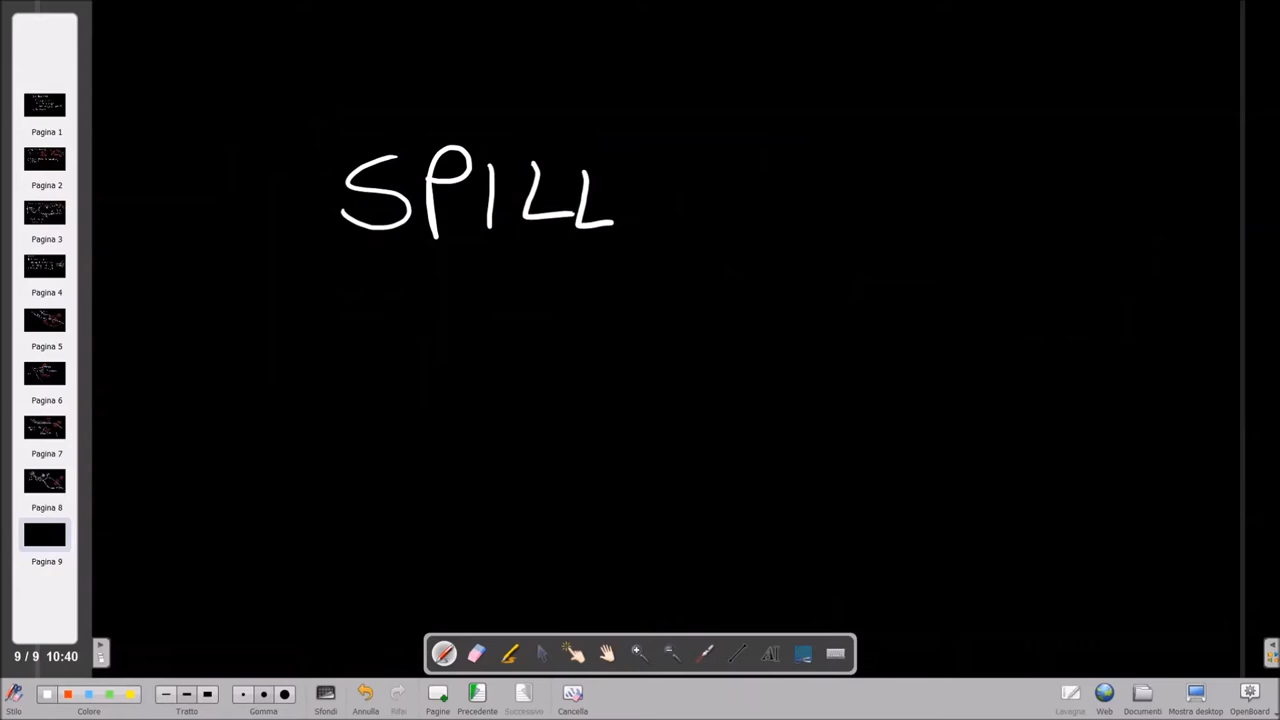 SPILL
Pagina 1
Pagina 2
Pagina 3
Pagina 4
Pagina 5
Pagina 6
Pagina 7
Pagina 8
Pagina 9
9 / 9 10:40
Stilo Colore Tratto Gomma Sfondi Annulla Rifai Pagine Precedente Successivo Cancella Lavagna Web Documenti Mostra desktop OpenBoard